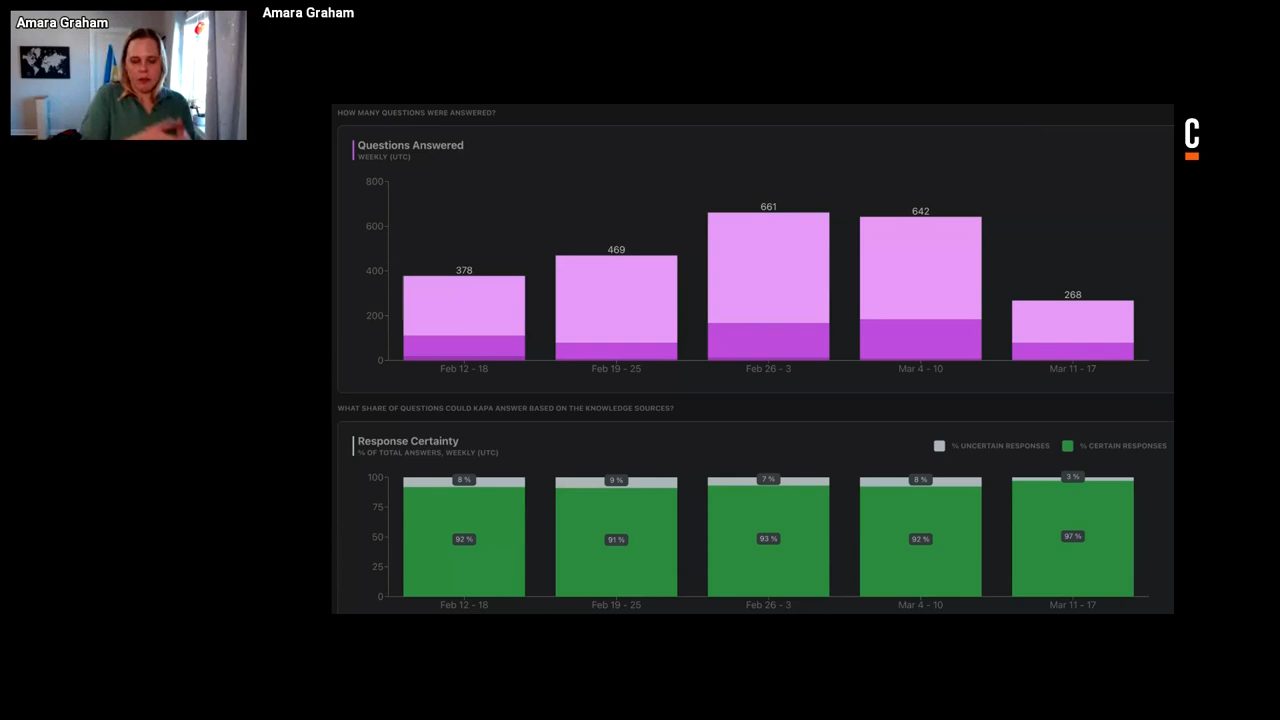 Amara Graham
Amara Graham
HOW MANY QUESTIONS WERE ANSWERED?
C
Questions Answered
WEEKLY (UTC)
800
661
642
600
469
378
400
268
200
0
Feb 12 - 18 Feb 19 - 25 Feb 26 - 3 Mar 4 - 10 Mar 11 - 17
WHAT SHARE OF QUESTIONS COULD KAPA ANSWER BASED ON THE KNOWLEDGE SOURCES?
Response Certainty
% UNCERTAIN RESPONSES % CERTAIN RESPONSES
% OF TOTAL ANSWERS, WEEKLY (UTC)
100 8 % 9 % 7 % 8 % 3 %
75
50 92 % 91 % 93 % 92 % 97 %
25
0
Feb 12 - 18 Feb 19 - 25 Feb 26 - 3 Mar 4 - 10 Mar 11 - 17